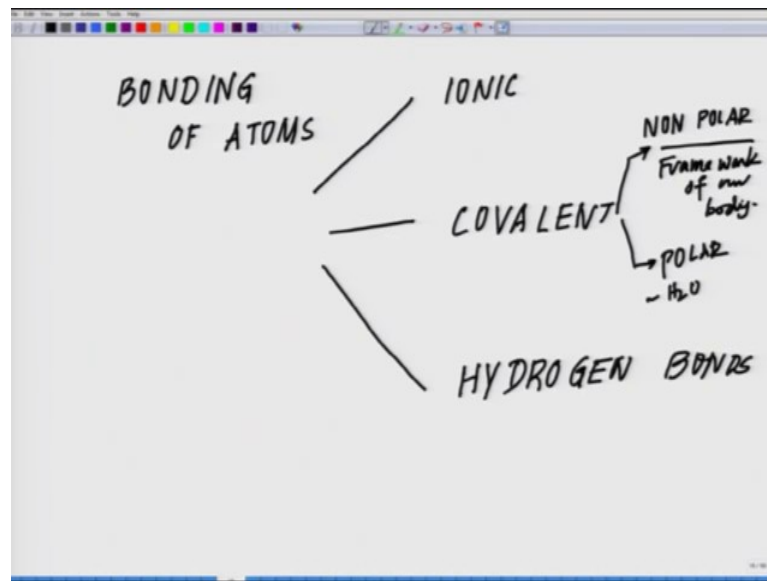 BONDING
OF ATOMS
IONIC
COVALENT
NON POLAR
Frame work
of our
body.
POLAR
~ H2O
HYDROGEN BONDS